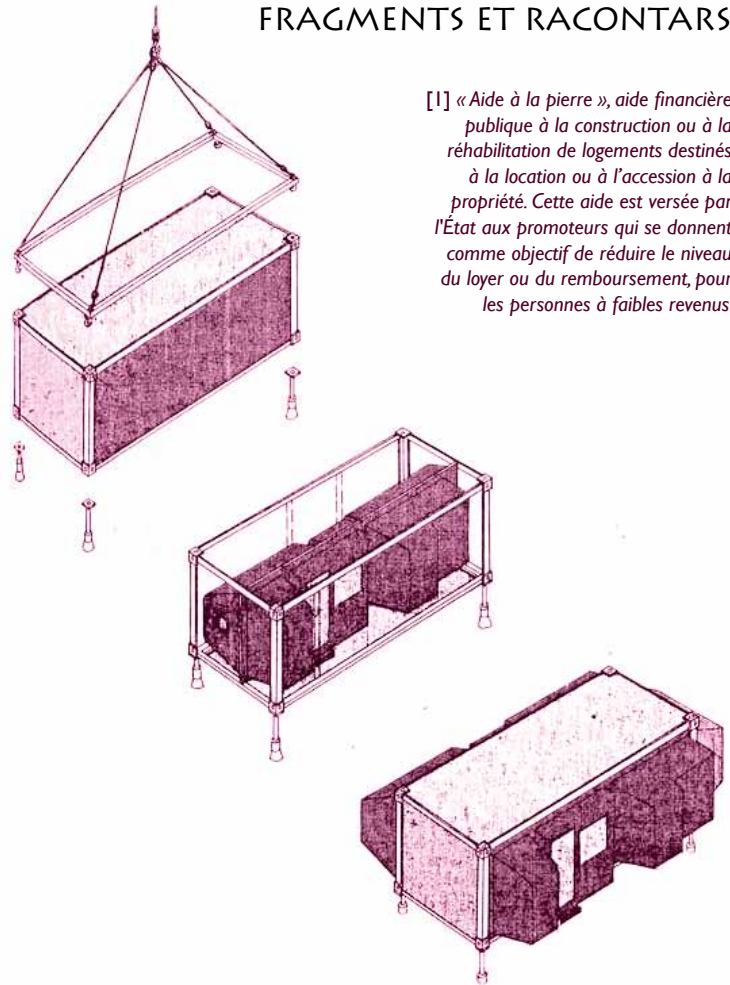 FRAGMENTS ET RACONTARS
[1] « Aide à la pierre », aide financière
publique à la construction ou à la
réhabilitation de logements destinés
à la location ou à l’accession à la
propriété. Cette aide est versée par
l'État aux promoteurs qui se donnent
comme objectif de réduire le niveau
du loyer ou du remboursement, pour
les personnes à faibles revenus